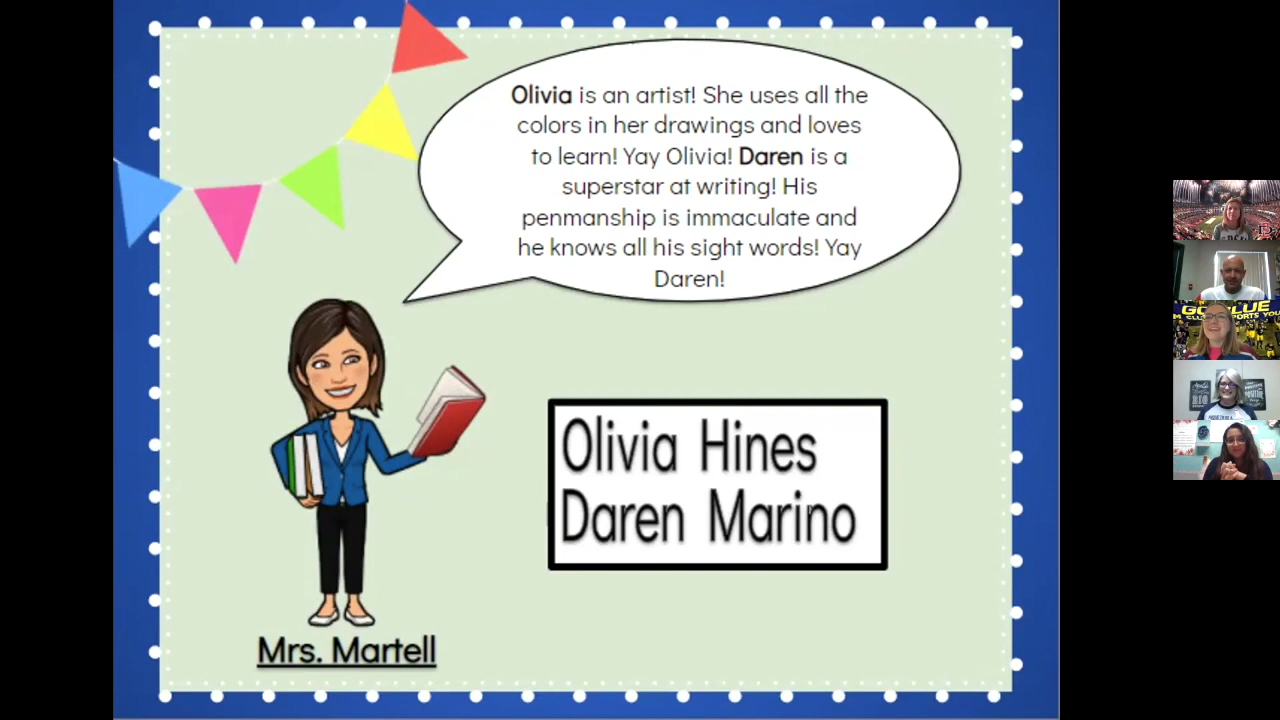 Olivia is an artist! She uses all the
colors in her drawings and loves
to learn! Yay Olivia! Daren is a
superstar at writing! His
penmanship is immaculate and
he knows all his sight words! Yay
Daren!
Olivia Hines
Daren Marino
Mrs. Martell